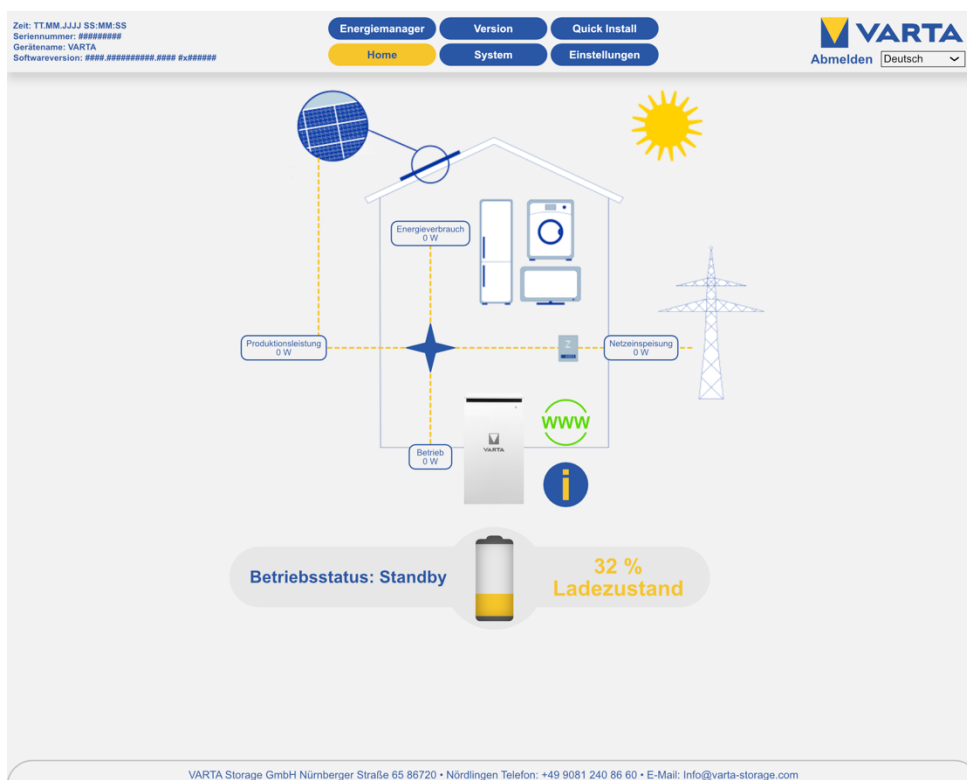 Zeit: TT.MM.JJJJ SS:MM:SS
Seriennummer: #########
Gerätename: VARTA
Softwareversion: ####.##########.#### #x######
Energiemanager
Version
Quick Install
Home
System
Einstellungen
VARTA
Abmelden
Deutsch
Energieverbrauch
0 W
Produktionsleistung
0 W
Z
Netzeinspeisung
0 W
Betrieb
0 W
VARTA
WWW
i
Betriebsstatus: Standby
32 %
Ladezustand
VARTA Storage GmbH Nürnberger Straße 65 86720 • Nördlingen Telefon: +49 9081 240 86 60 • E-Mail: Info@varta-storage.com